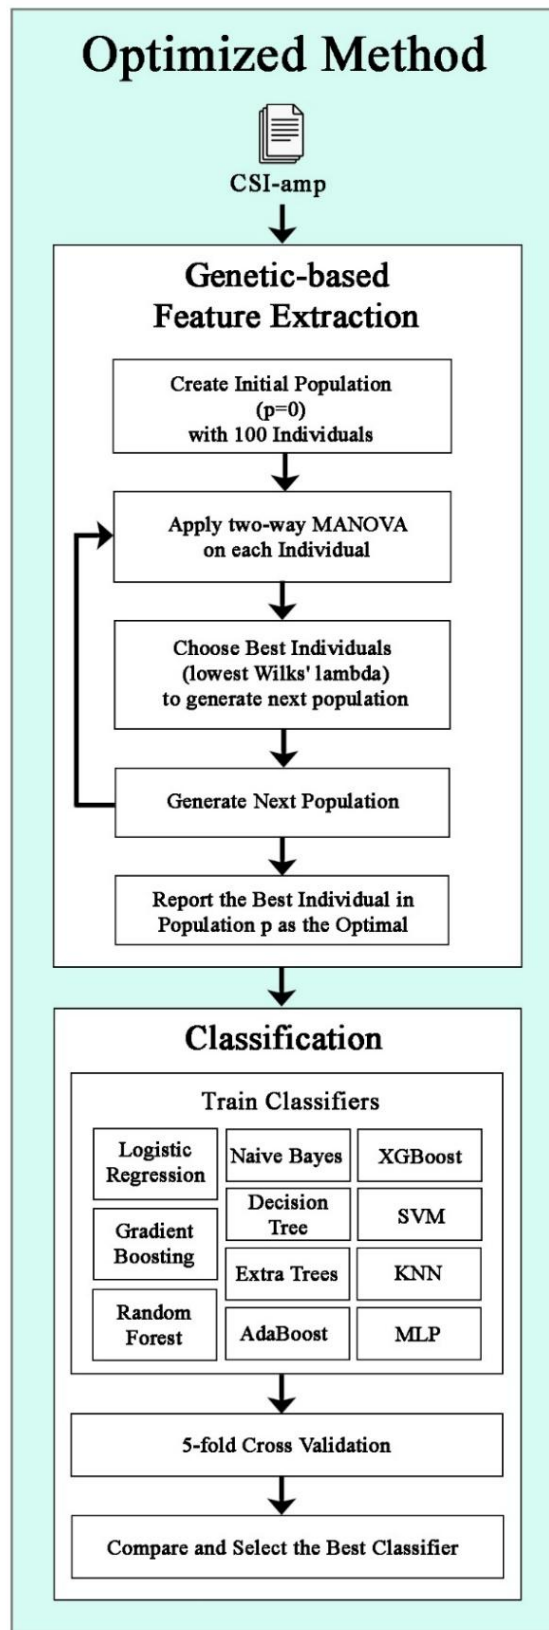 Optimized Method
CSI-amp
Genetic-based
Feature Extraction
Create Initial Population
(p=0)
with 100 Individuals
Apply two-way MANOVA
on each Individual
Choose Best Individuals
(lowest Wilks' lambda)
to generate next population
Generate Next Population
Report the Best Individual in
Population p as the Optimal
Classification
Train Classifiers
Logistic
Regression
Gradient
Boosting
Random
Forest
Naive Bayes
Decision
Tree
Extra Trees
AdaBoost
XGBoost
SVM
KNN
MLP
5-fold Cross Validation
Compare and Select the Best Classifier